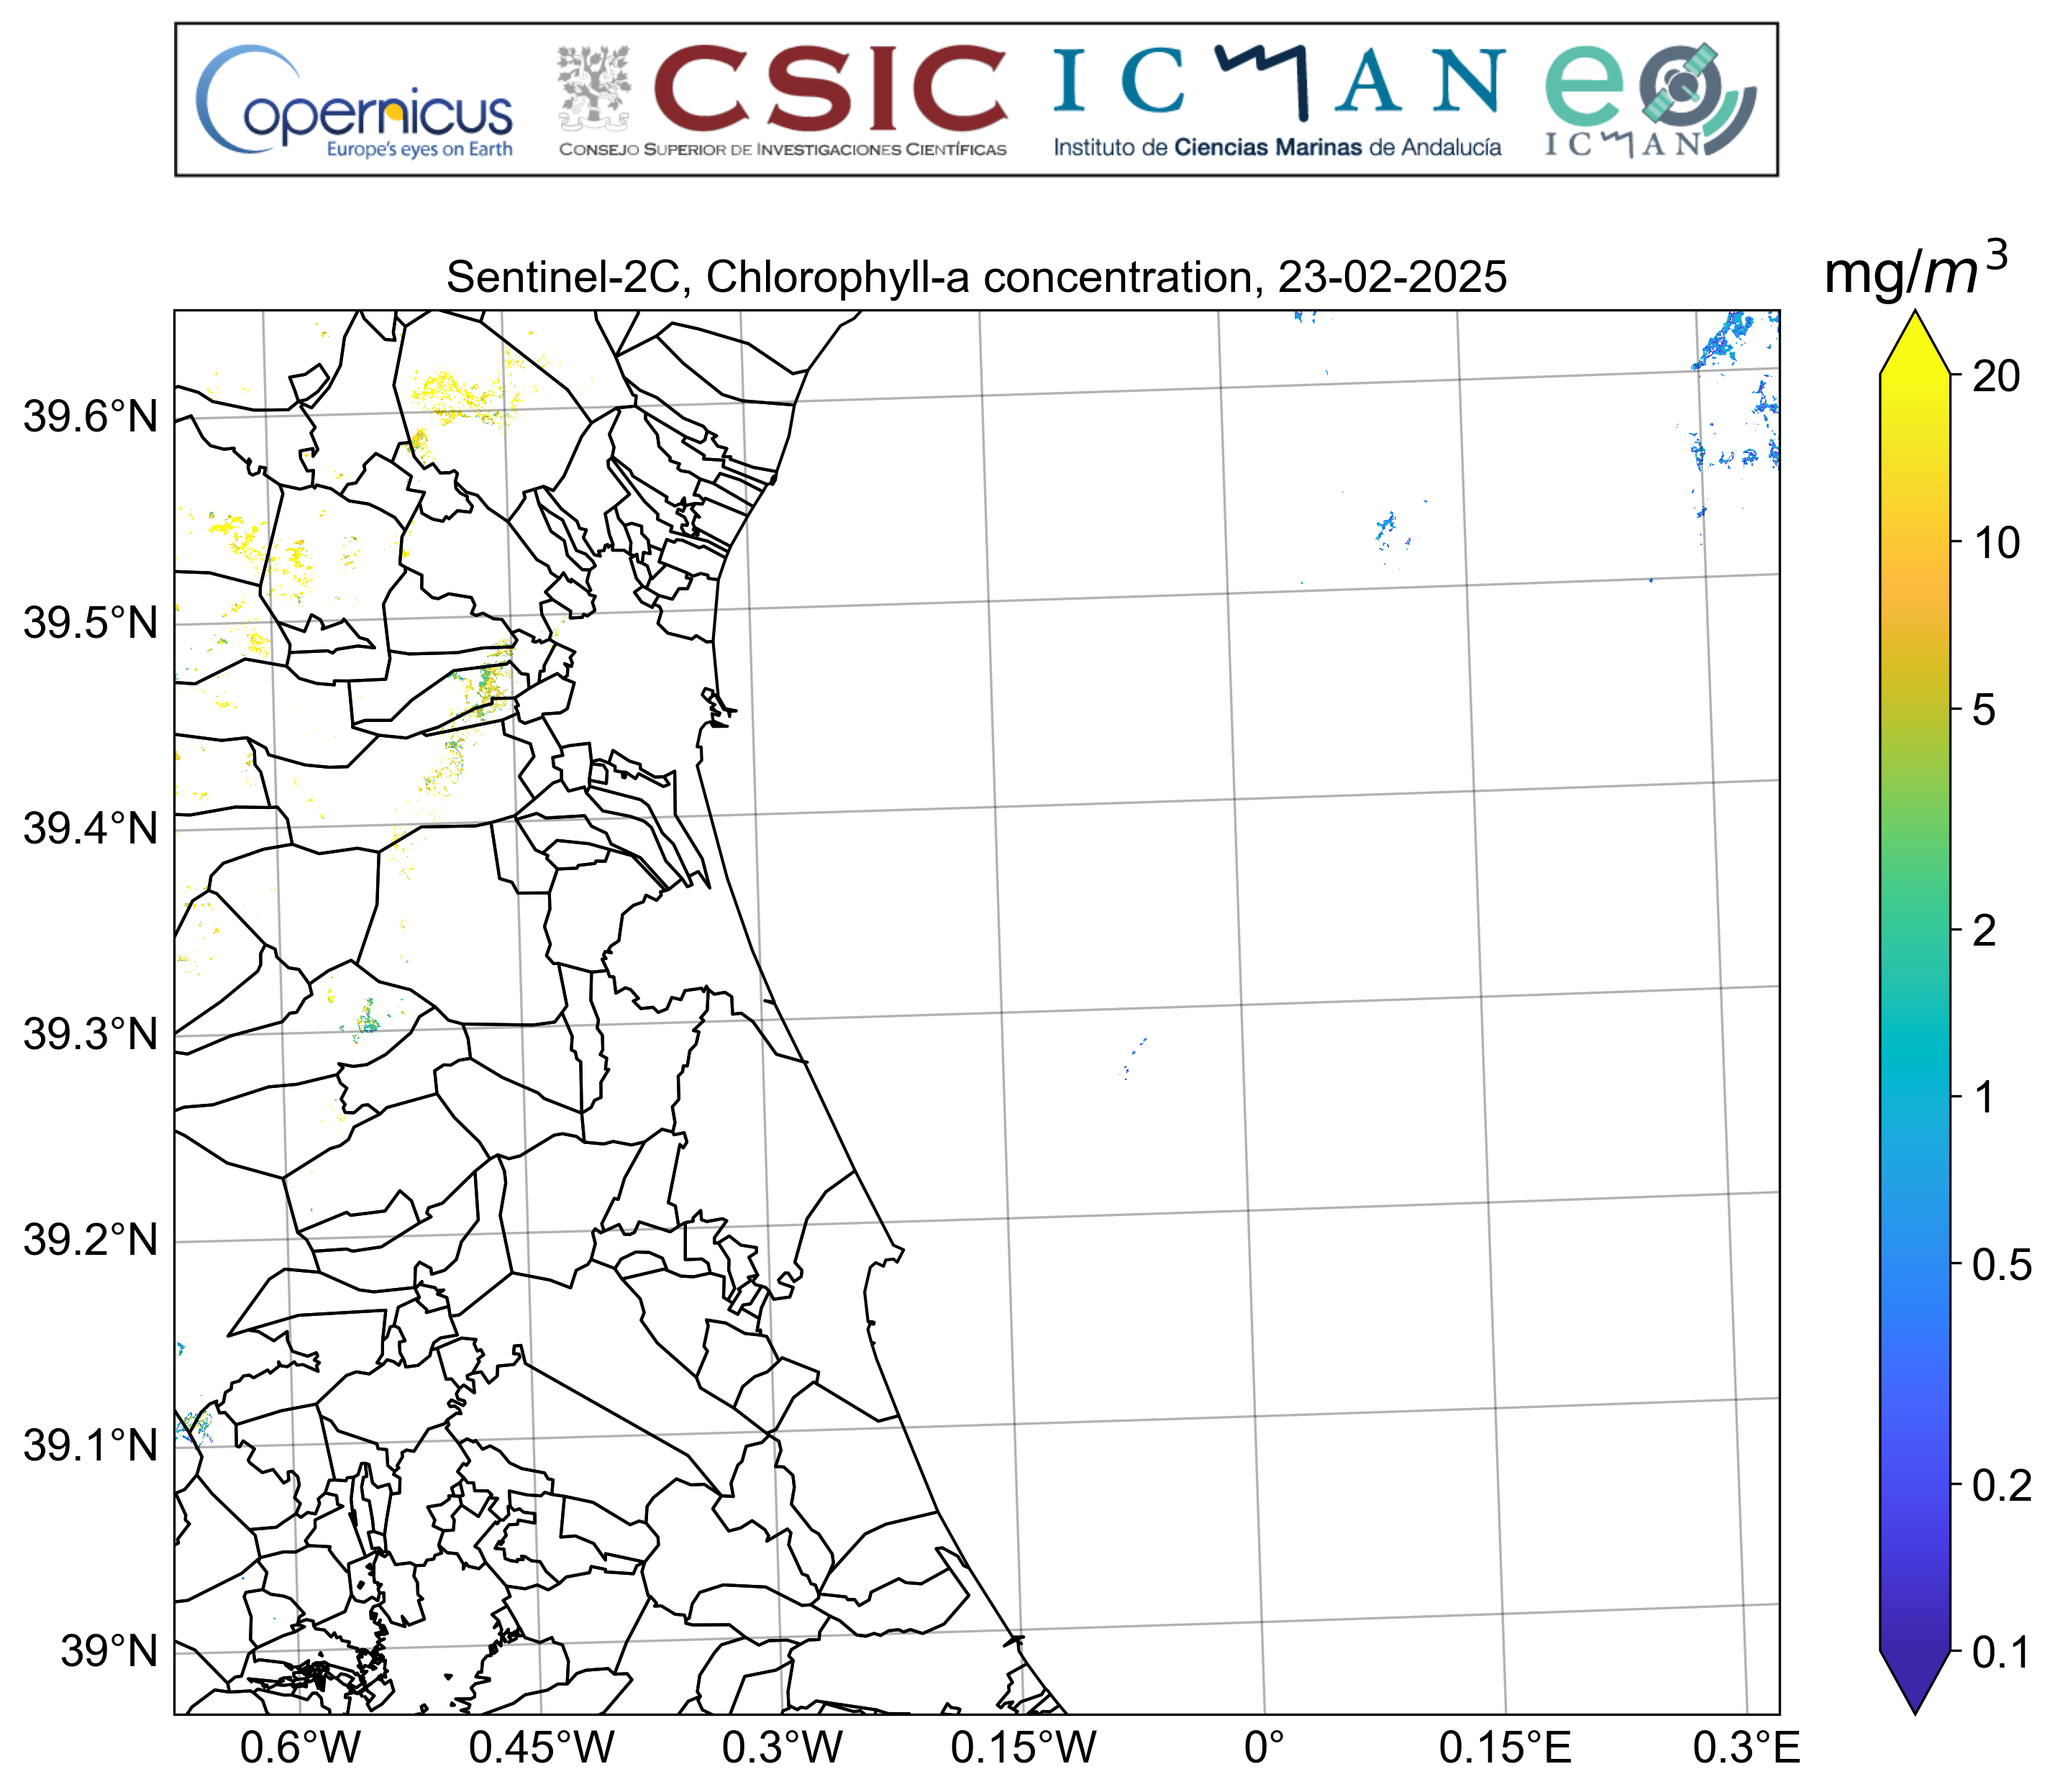 Copernicus
Europe's eyes on Earth
CSIC
CONSEJO SUPERIOR DE INVESTIGACIONES CIENTÍFICAS
ICMAN
Instituto de Ciencias Marinas de Andalucía
eo
ICMAN
Sentinel-2C, Chlorophyll-a concentration, 23-02-2025
mg/m³
39.6°N
39.5°N
39.4°N
39.3°N
39.2°N
39.1°N
39°N
0.6°W 0.45°W 0.3°W 0.15°W 0° 0.15°E 0.3°E
20
10
5
2
1
0.5
0.2
0.1